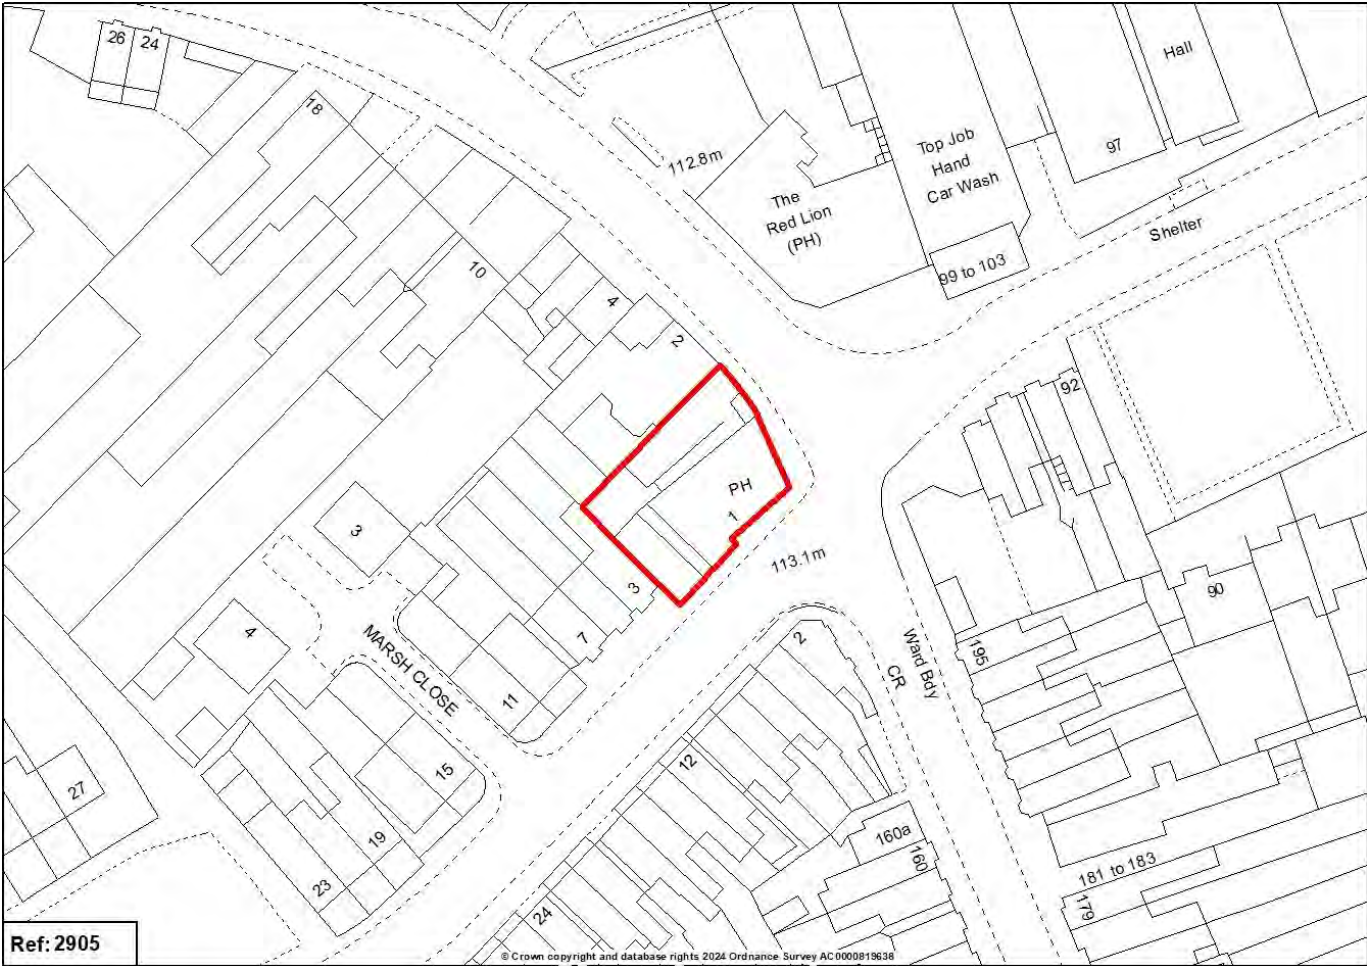 26
24
Hall
18
97
Top Job
Hand
Car Wash
112.8m
The
Red Lion
(PH)
Shelter
99 to 103
10
4
2
92
PH
1
3
113.1m
3
90
4
7
2
MARSH CLOSE
195
Ward Bdy
CR
11
12
15
27
19
160a
160
181 to 183
23
179
24
Ref: 2905
© Crown copyright and database rights 2024 Ordnance Survey AC0000819638